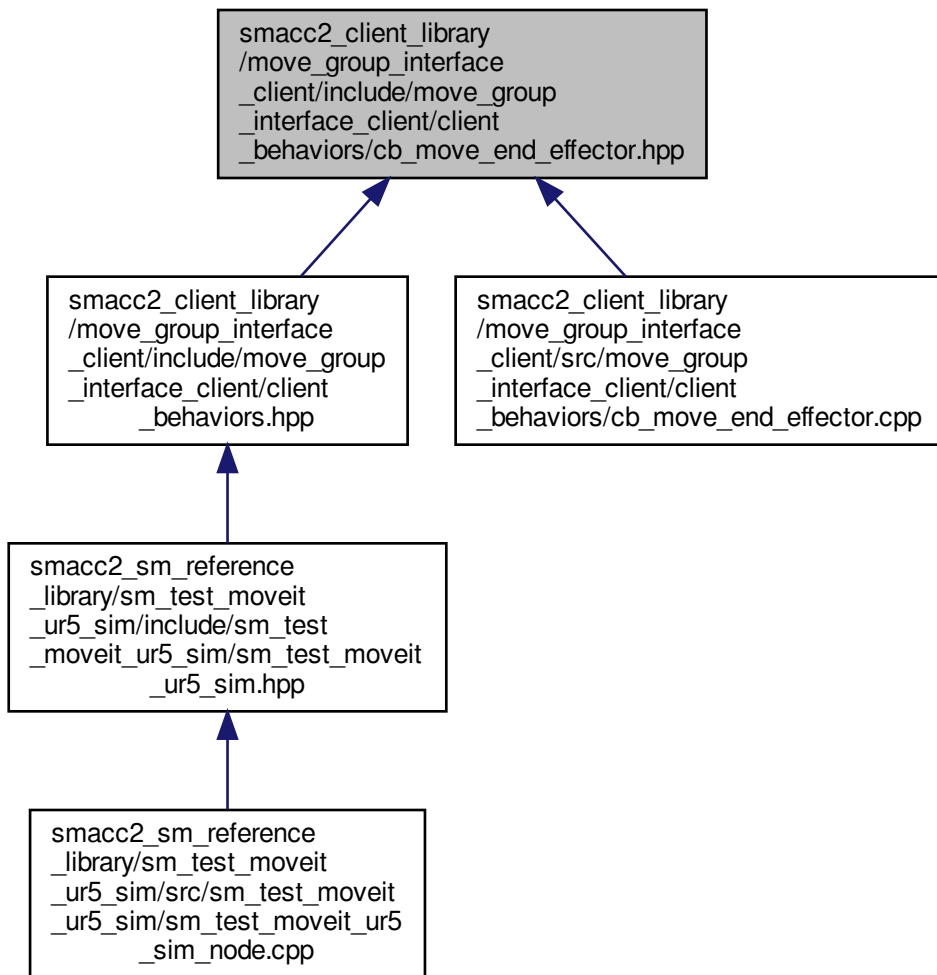 smacc2_client_library
/move_group_interface
_client/include/move_group
_interface_client/client
_behaviors/cb_move_end_effector.hpp
smacc2_client_library
/move_group_interface
_client/include/move_group
_interface_client/client
_behaviors.hpp
smacc2_client_library
/move_group_interface
_client/src/move_group
_interface_client/client
_behaviors/cb_move_end_effector.cpp
smacc2_sm_reference
_library/sm_test_moveit
_ur5_sim/include/sm_test
_moveit_ur5_sim/sm_test_moveit
_ur5_sim.hpp
smacc2_sm_reference
_library/sm_test_moveit
_ur5_sim/src/sm_test_moveit
_ur5_sim/sm_test_moveit_ur5
_sim_node.cpp